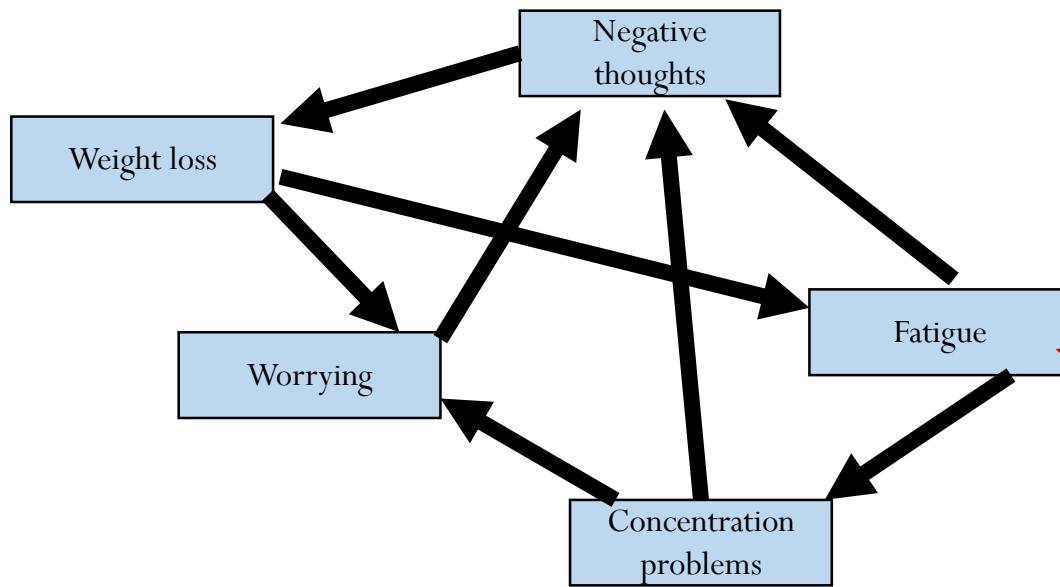 Negative
thoughts
Weight loss
Fatigue
Worrying
Concentration
problems